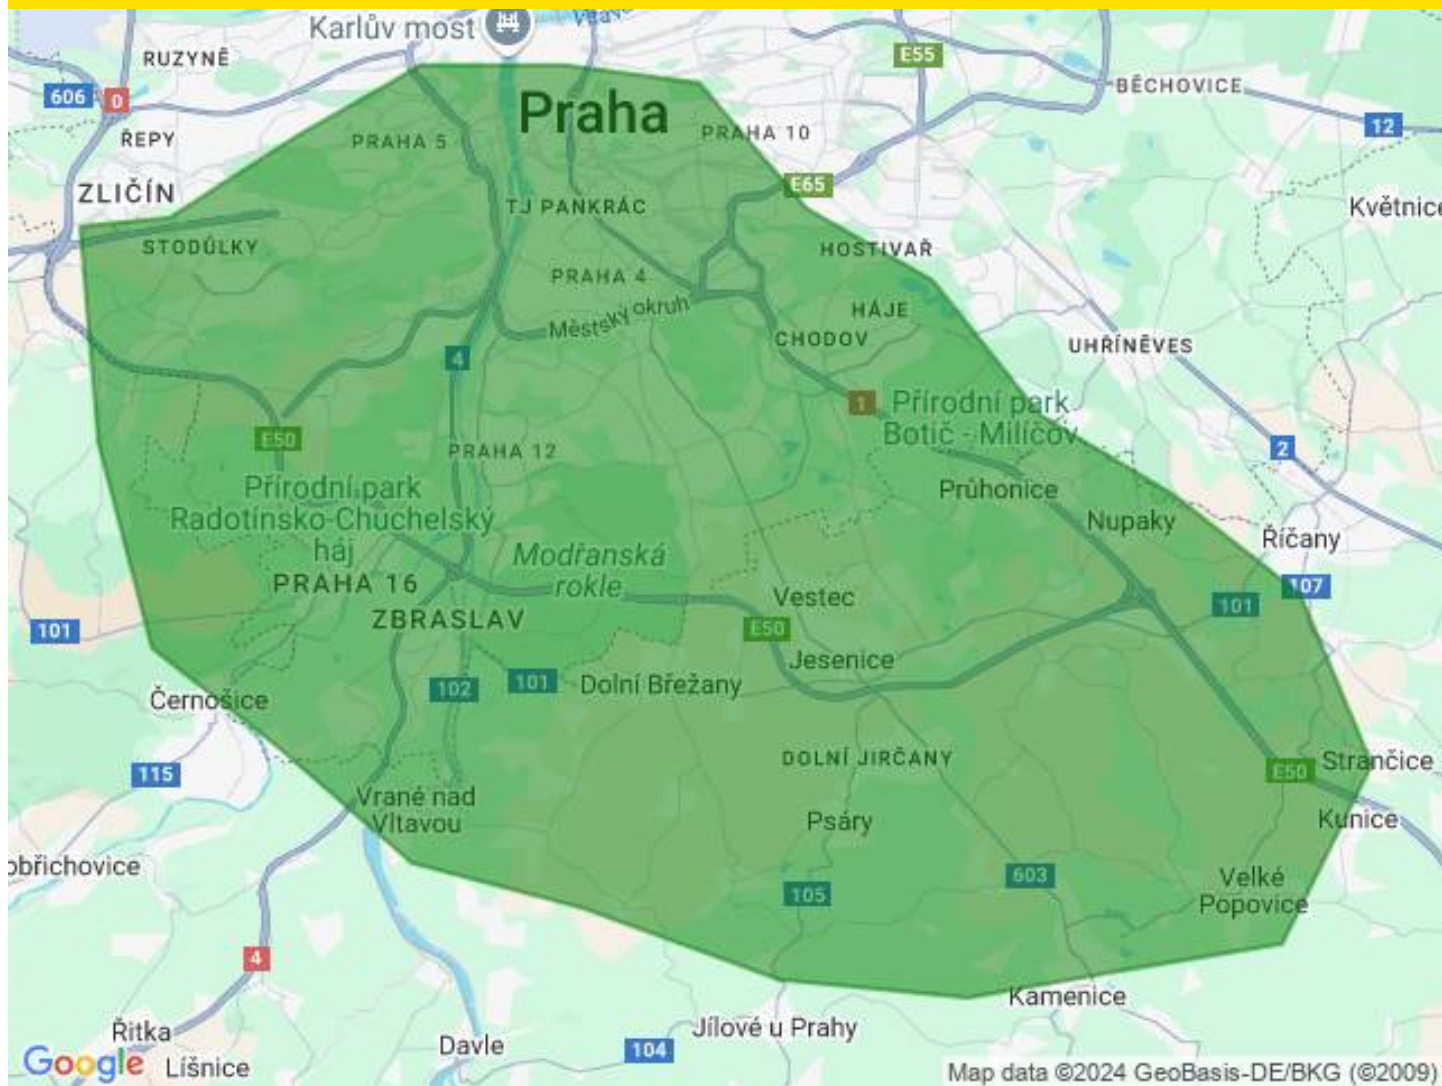 Karlův most
Vltava
RUZYNĚ
E55
606
0
BĚCHOVICE
Praha
PRAHA 10
12
ŘEPY
PRAHA 5
E65
ZLIČÍN
TJ PANKRÁC
Květnice
STODŮLKY
HOSTIVAŘ
PRAHA 4
Městský okruh
HÁJE
CHODOV
UHŘÍNĚVES
4
1
Přírodní park
Botič - Milíčov
E50
PRAHA 12
2
Přírodní park
Radotínsko-Chuchelský
háj
Průhonice
Nupaky
Říčany
Modřanská
rokle
PRAHA 16
ZBRASLAV
Vestec
101
107
101
E50
Jesenice
102
101
Dolní Břežany
Černošice
115
DOLNÍ JIRČANY
E50
Strančice
Vrané nad
Vltavou
Psáry
Kunice
obřichovice
105
603
Velké
Popovice
4
Kamenice
Řitka
Jílové u Prahy
Davle
104
Google
Líšnice
Map data ©2024 GeoBasis-DE/BKG (©2009)